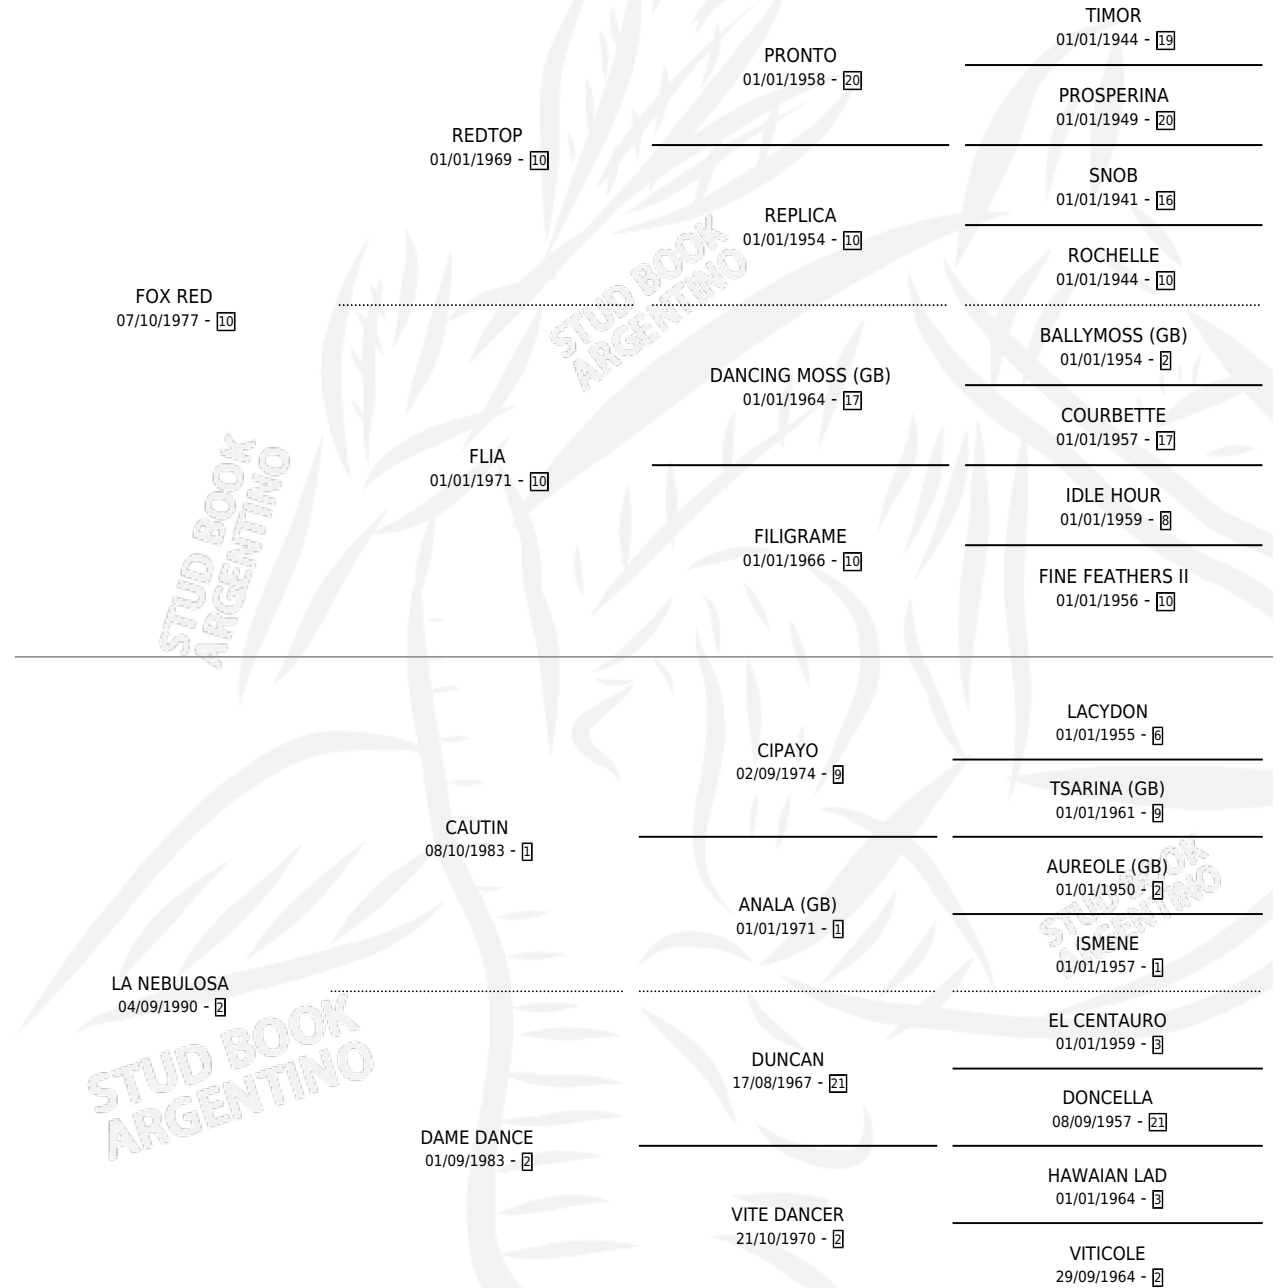 TIMOR
01/01/1944 - 19
PRONTO
01/01/1958 - 20
PROSPERINA
01/01/1949 - 20
REDTOP
01/01/1969 - 10
SNOB
01/01/1941 - 16
REPLICA
01/01/1954 - 10
ROCHELLE
01/01/1944 - 10
FOX RED
07/10/1977 - 10
BALLYMOSS (GB)
01/01/1954 - 2
DANCING MOSS (GB)
01/01/1964 - 17
COURBETTE
01/01/1957 - 17
FLIA
01/01/1971 - 10
IDLE HOUR
01/01/1959 - 8
FILIGRAME
01/01/1966 - 10
FINE FEATHERS II
01/01/1956 - 10
STUD BOOK
ARGENTINO
STUD BOOK
ARGENTINO
LACYDON
01/01/1955 - 6
CIPAYO
02/09/1974 - 9
TSARINA (GB)
01/01/1961 - 9
CAUTIN
08/10/1983 - 1
AUREOLE (GB)
01/01/1950 - 2
ANALA (GB)
01/01/1971 - 1
ISMENE
01/01/1957 - 1
LA NEBULOSA
04/09/1990 - 2
EL CENTAURO
01/01/1959 - 3
DUNCAN
17/08/1967 - 21
DONCELLA
08/09/1957 - 21
DAME DANCE
01/09/1983 - 2
HAWAIAN LAD
01/01/1964 - 3
VITE DANCER
21/10/1970 - 2
VITICOLE
29/09/1964 - 2
STUD BOOK
ARGENTINO
STUD BOOK
ARGENTINO